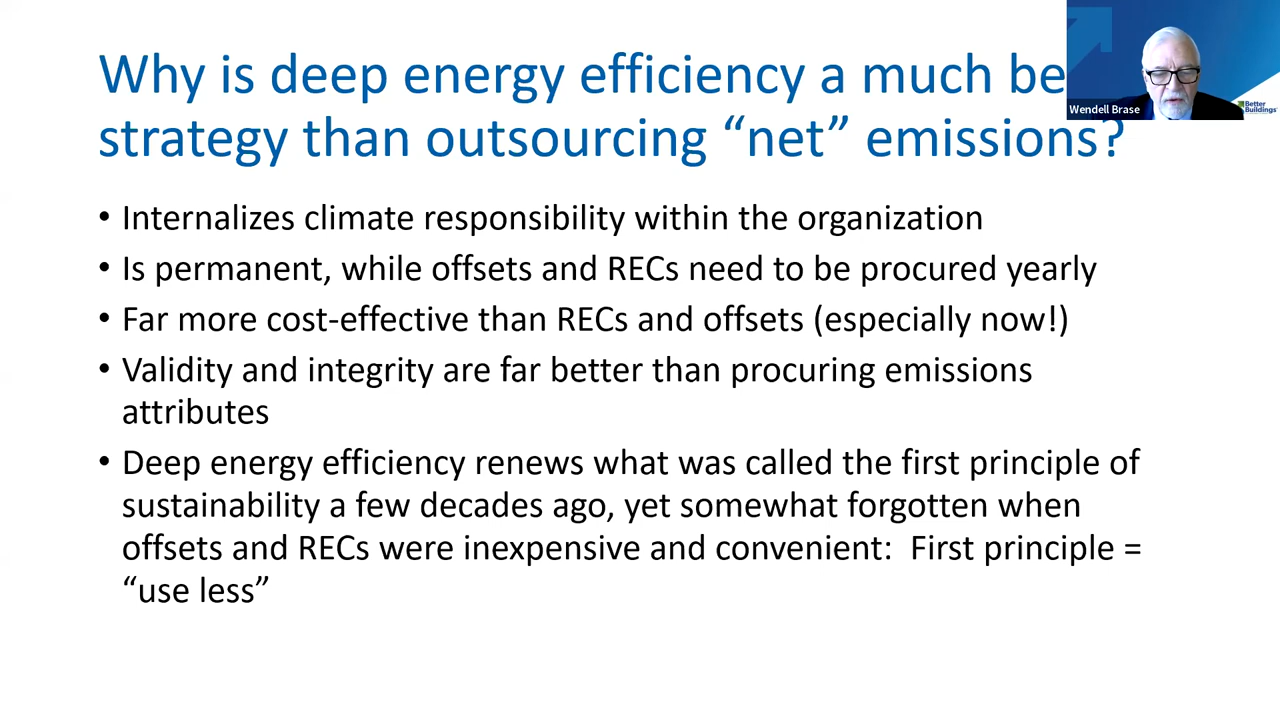 Why is deep energy efficiency a much be
strategy than outsourcing “net” emissions?
Wendell Brase
Better
Buildings
• Internalizes climate responsibility within the organization
• Is permanent, while offsets and RECs need to be procured yearly
• Far more cost-effective than RECs and offsets (especially now!)
• Validity and integrity are far better than procuring emissions
attributes
• Deep energy efficiency renews what was called the first principle of
sustainability a few decades ago, yet somewhat forgotten when
offsets and RECs were inexpensive and convenient:  First principle =
“use less”